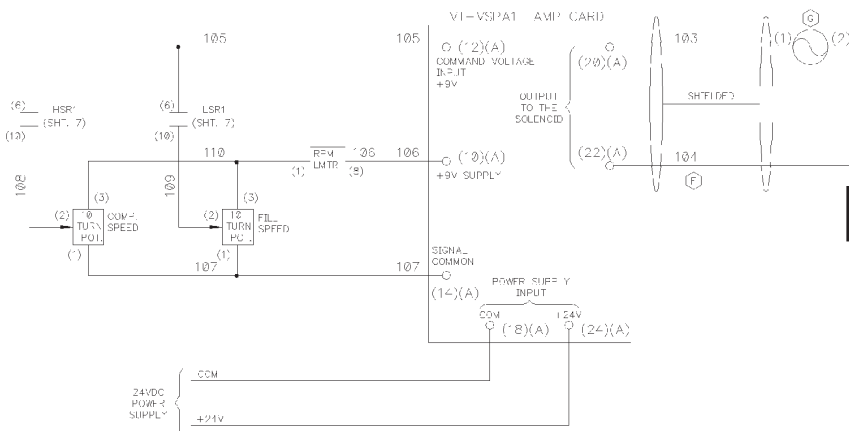 VT-VSPA1 AMP CARD
105
105
(12)(A)
COMMAND VOLTAGE
INPUT
+9V
(20)(A)
103
(1)
G
(2)
(6)
HSR1
(SHT. 7)
(10)
(6)
LSR1
(SHT. 7)
(10)
OUTPUT
TO THE
SOLENOID
SHIELDED
110
RPM
LMTR
(1)
(8)
106
106
(10)(A)
+9V SUPPLY
(22)(A)
104
F
108
109
(3)
(2)
10
TURN
POT.
COMP.
SPEED
(1)
(3)
(2)
10
TURN
POT.
FILL
SPEED
(1)
107
107
SIGNAL
COMMON
(14)(A)
POWER SUPPLY
INPUT
COM
+24V
(18)(A)
(24)(A)
24VDC
POWER
SUPPLY
COM
+24V